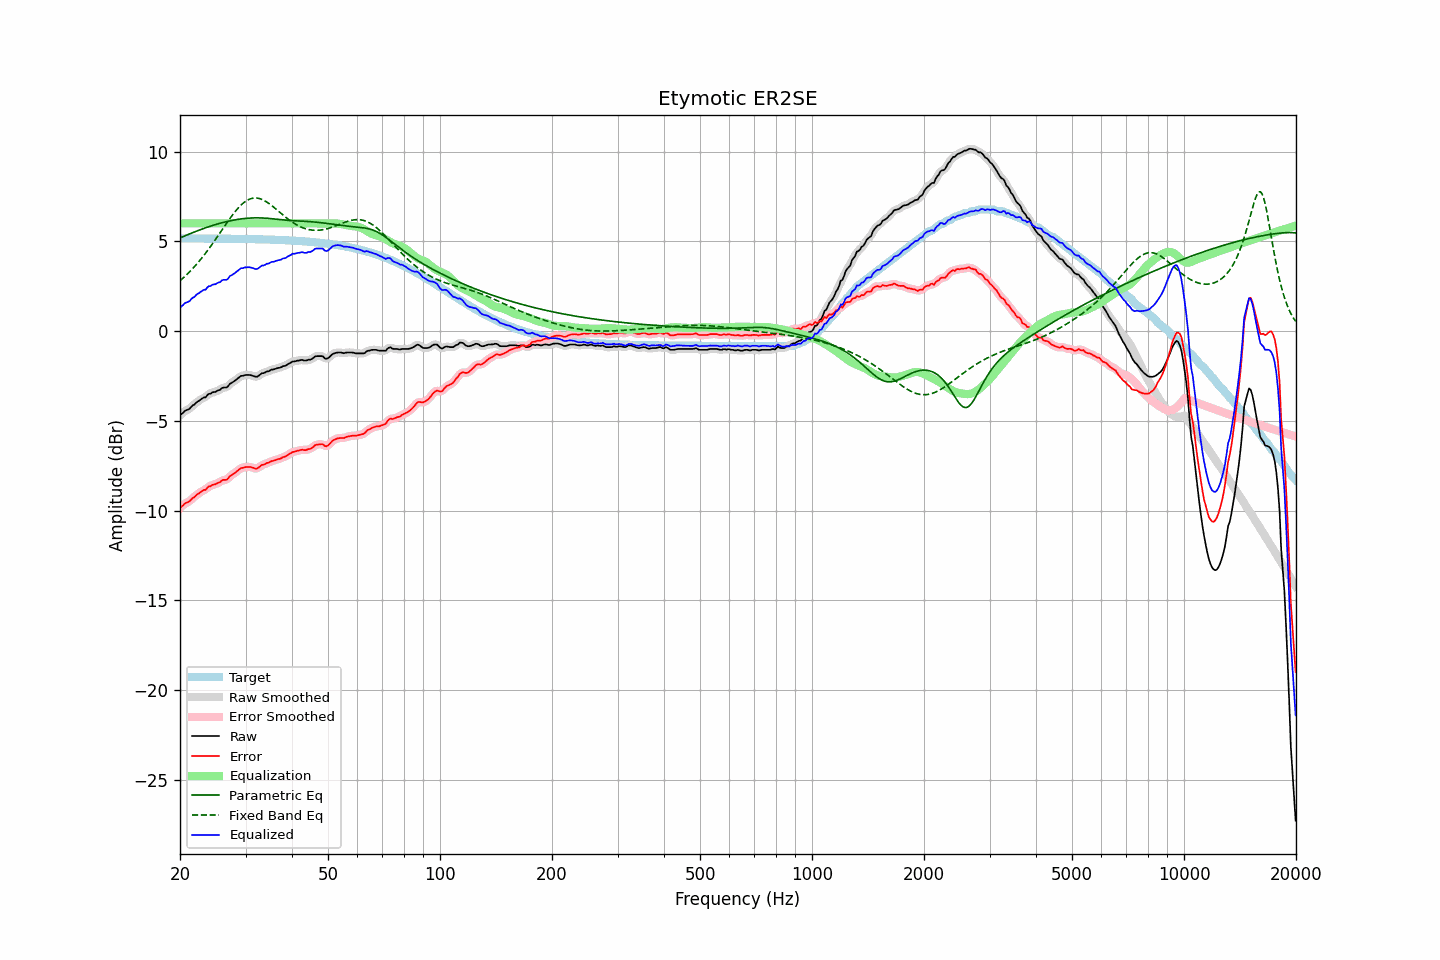 Etymotic ER2SE
Amplitude (dBr)
10
5
0
−5
−10
−15
−20
−25
Target
Raw Smoothed
Error Smoothed
Raw
Error
Equalization
Parametric Eq
Fixed Band Eq
Equalized
20 50 100 200 500 1000 2000 5000 10000 20000
Frequency (Hz)